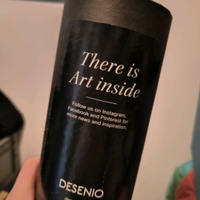 There is
Art inside
Follow us on Instagram,
Facebook and Pinterest for
more news and inspiration.
DESENIO